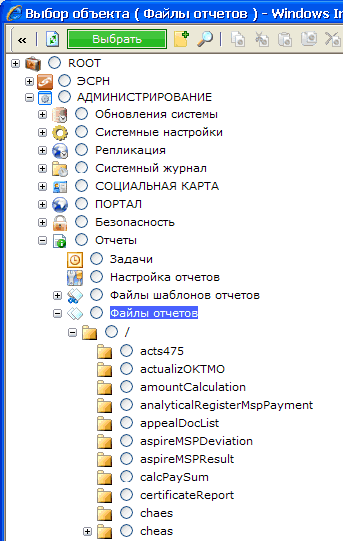 Выбор объекта ( Файлы отчетов ) - Windows In
« Выбрать
ROOT
ЭСРН
АДМИНИСТРИРОВАНИЕ
Обновления системы
Системные настройки
Репликация
Системный журнал
СОЦИАЛЬНАЯ КАРТА
ПОРТАЛ
Безопасность
Отчеты
Задачи
Настройка отчетов
Файлы шаблонов отчетов
Файлы отчетов
/
acts475
actualizOKTMO
amountCalculation
analyticalRegisterMspPayment
appealDocList
aspireMSPDeviation
aspireMSPResult
calcPaySum
certificateReport
chaes
cheas